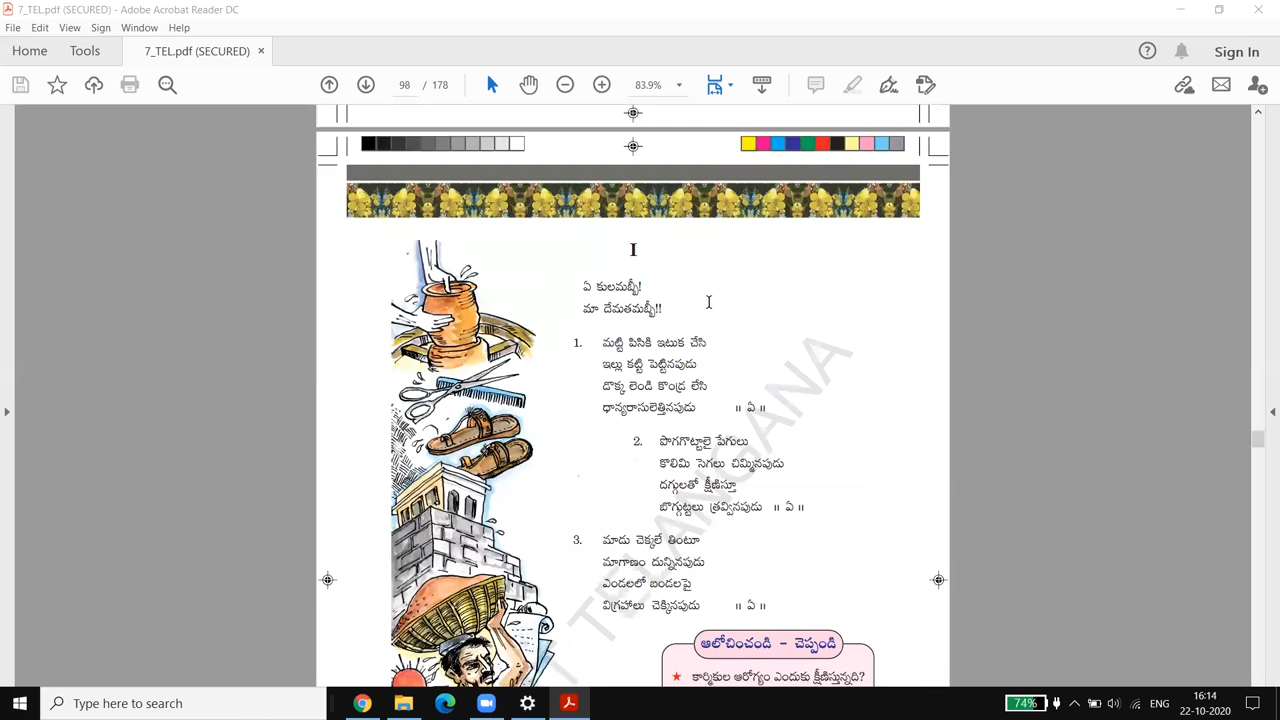 7_TEL.pdf (SECURED) - Adobe Acrobat Reader DC
File Edit View Sign Window Help
Home Tools 7_TEL.pdf (SECURED) × Sign In
98 / 178 83.9%
I
ఏ కులమబ్బీ!
మా దేమతమబ్బీ!!
1. మట్టి పిసికి ఇటుక చేసి
ఇల్లు కట్టి పెట్టినపుడు
డొక్క లెండి కొండ్ర లేసి
ధాన్యరాసులెత్తినపుడు ॥ ఏ ॥
2. పొగగొట్టాలై పేగులు
కొలిమి సెగలు చిమ్మినపుడు
దగ్గులతో క్షీణిస్తూ
బొగ్గుట్టలు త్రవ్వినపుడు ॥ ఏ ॥
3. మాడు చెక్కలే తింటూ
మాగాణం దున్నినపుడు
ఎండలలో బండలపై
విగ్రహాలు చెక్కినపుడు ॥ ఏ ॥
ఆలోచించండి - చెప్పండి
★ కార్మికుల ఆరోగ్యం ఎందుకు క్షీణిస్తున్నది?
T TELANGANA
Type here to search
74% ENG 16:14
22-10-2020